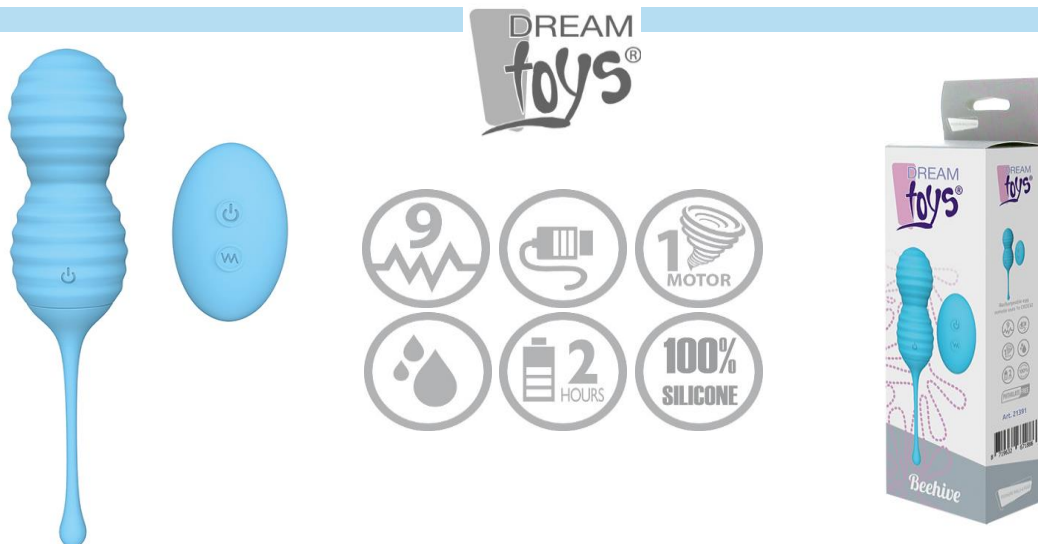 DREAM
toys®
9
1
MOTOR
2
HOURS
100%
SILICONE
DREAM
toys®
Beehive
DREAM
toys®
Art. 21391